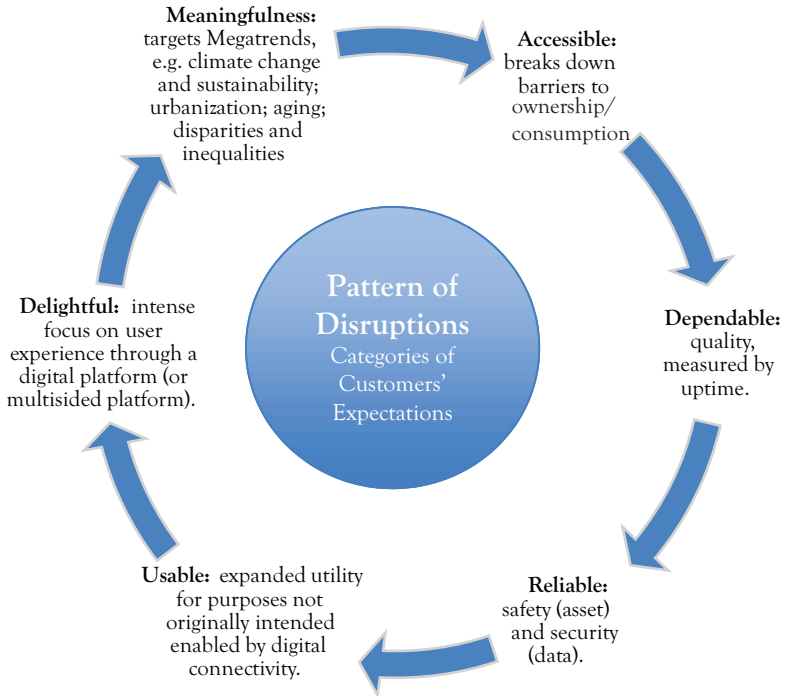 Meaningfulness:
targets Megatrends,
e.g. climate change
and sustainability;
urbanization; aging;
disparities and
inequalities
Accessible:
breaks down
barriers to
ownership/
consumption
Dependable:
quality,
measured by
uptime.
Reliable:
safety (asset)
and security
(data).
Usable: expanded utility
for purposes not
originally intended
enabled by digital
connectivity.
Delightful: intense
focus on user
experience through a
digital platform (or
multisided platform).
Pattern of
Disruptions
Categories of
Customers’
Expectations